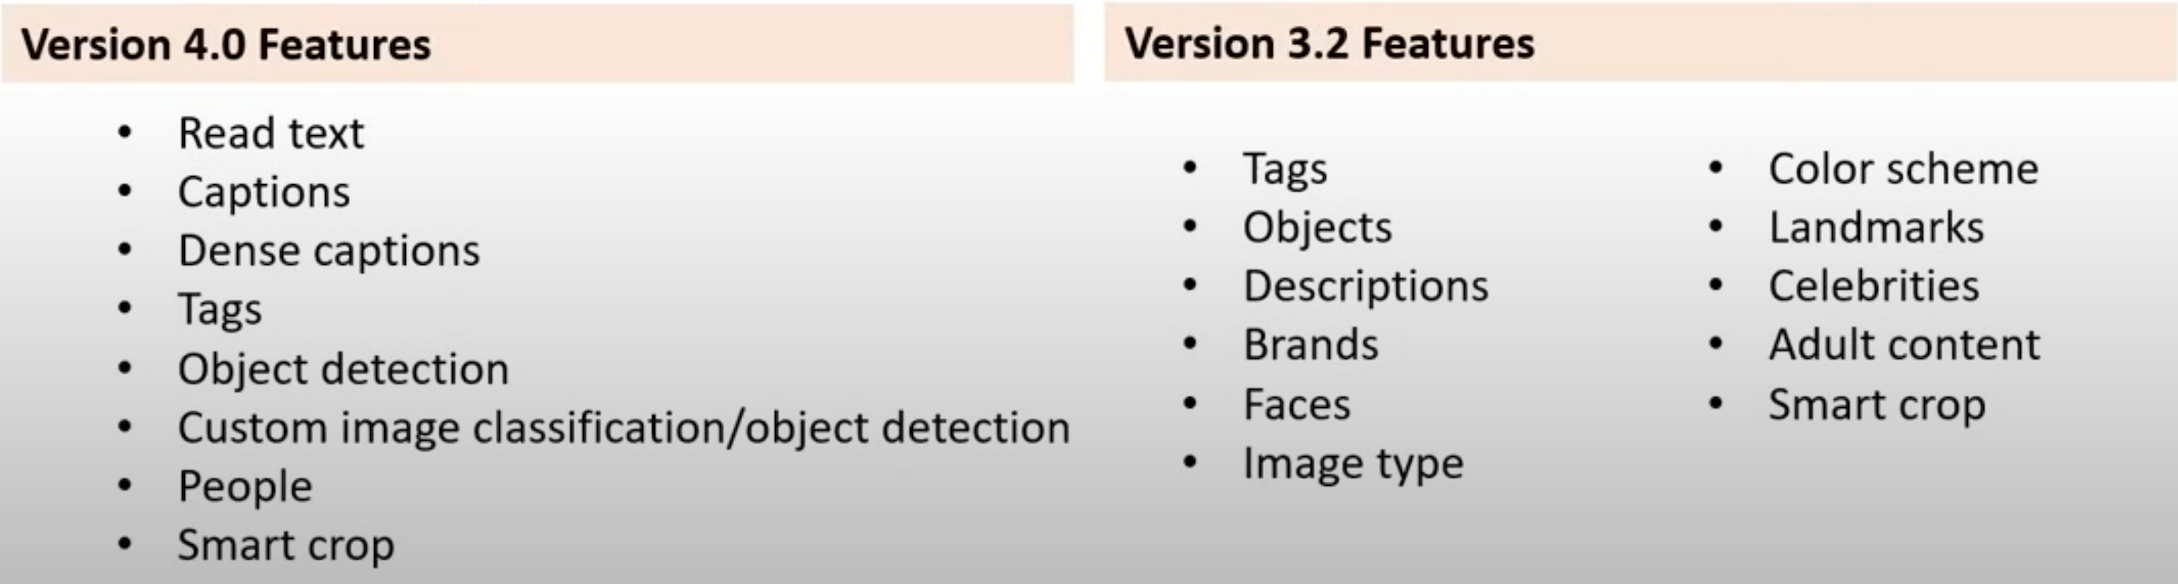 Version 4.0 Features
• Read text
• Captions
• Dense captions
• Tags
• Object detection
• Custom image classification/object detection
• People
• Smart crop
Version 3.2 Features
• Tags
• Objects
• Descriptions
• Brands
• Faces
• Image type
• Color scheme
• Landmarks
• Celebrities
• Adult content
• Smart crop